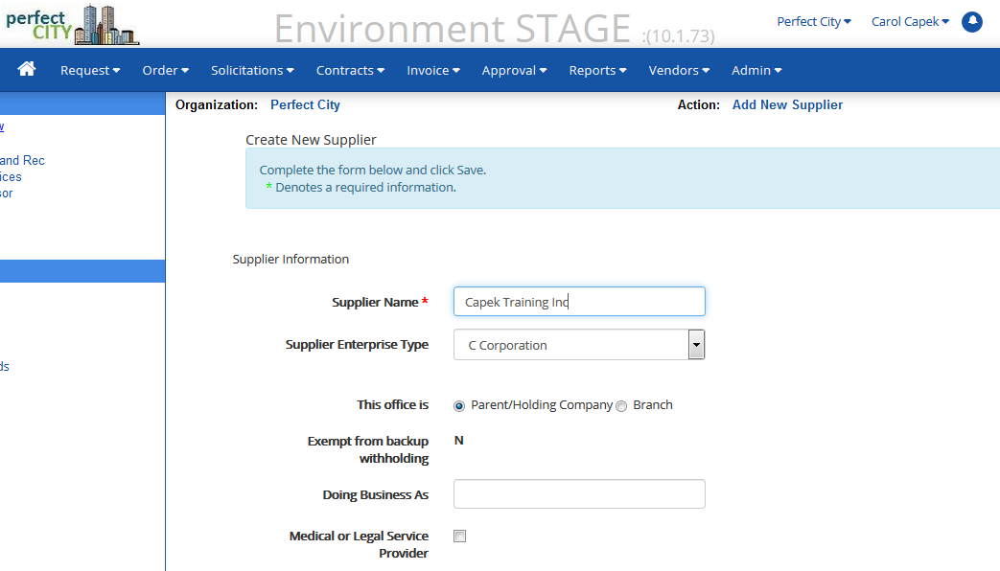 perfect
CITY
Environment STAGE :(10.1.73)
Perfect City
Carol Capek
Request Order Solicitations Contracts Invoice Approval Reports Vendors Admin
Organization: Perfect City Action: Add New Supplier
and Rec
Create New Supplier
Complete the form below and click Save.
* Denotes a required information.
Supplier Information
Supplier Name * Capek Training Inc
Supplier Enterprise Type C Corporation
This office is Parent/Holding Company Branch
Exempt from backup N
withholding
Doing Business As
Medical or Legal Service
Provider